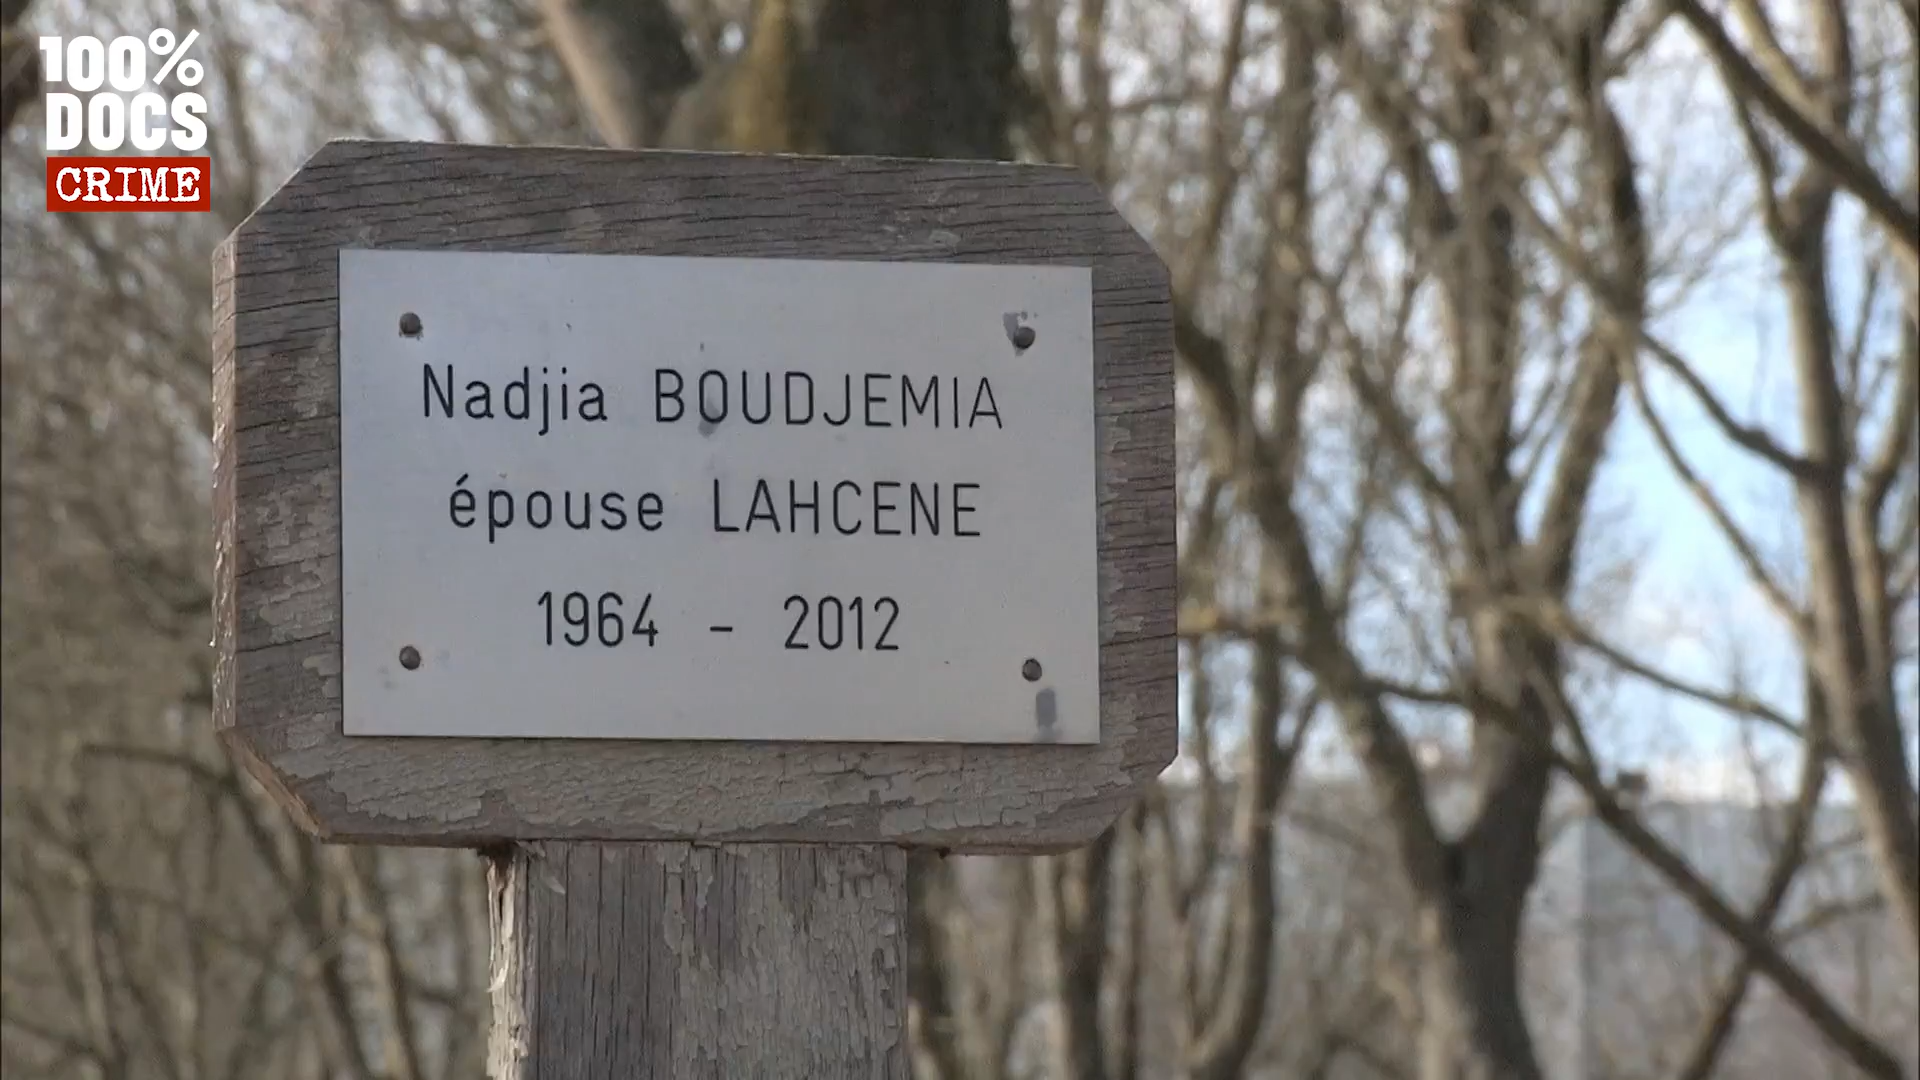 100%
DOCS
CRIME
Nadjia BOUDJEMIA
épouse LAHCENE
1964 - 2012